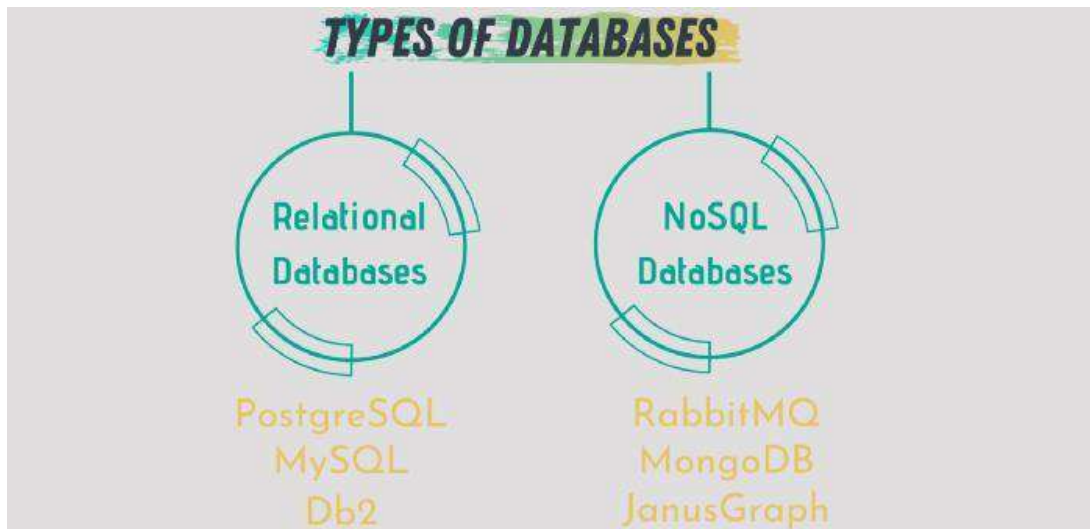 TYPES OF DATABASES
Relational
Databases
PostgreSQL
MySQL
Db2
NoSQL
Databases
RabbitMQ
MongoDB
JanusGraph